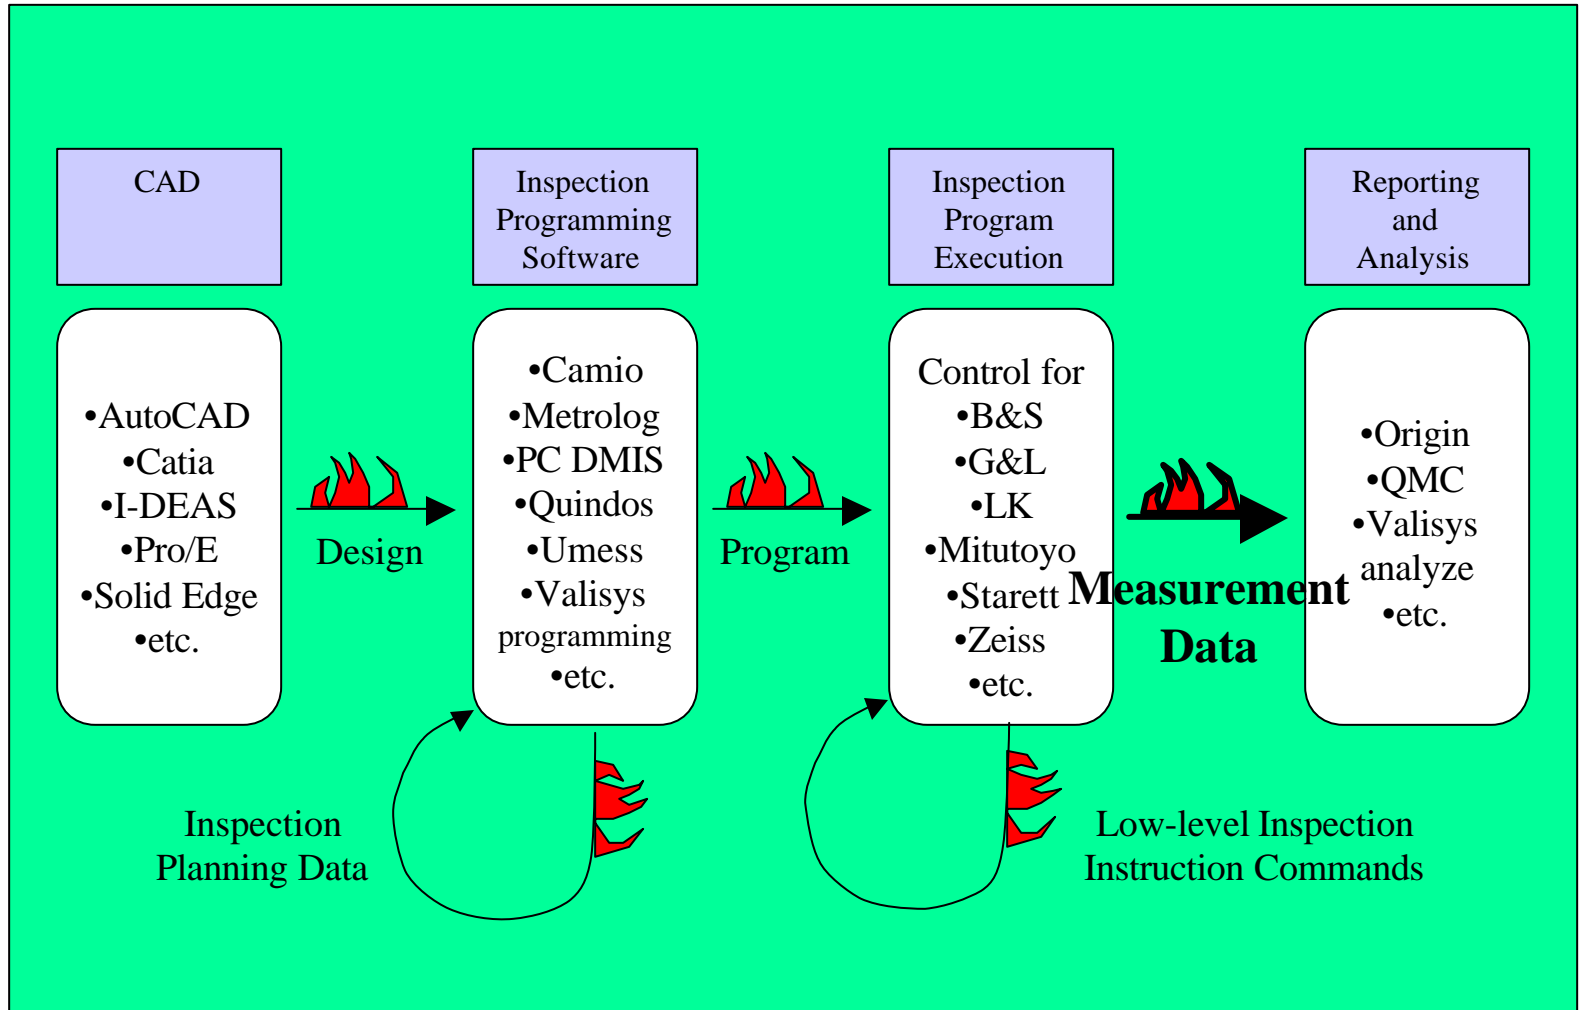 CAD
Inspection
Programming
Software
Inspection
Program
Execution
Reporting
and
Analysis
•AutoCAD
•Catia
•I-DEAS
•Pro/E
•Solid Edge
•etc.
Design
•Camio
•Metrolog
•PC DMIS
•Quindos
•Umess
•Valisys
programming
•etc.
Program
Control for
•B&S
•G&L
•LK
•Mitutoyo
•Starett
•Zeiss
•etc.
Measurement
Data
•Origin
•QMC
•Valisys
analyze
•etc.
Inspection
Planning Data
Low-level Inspection
Instruction Commands